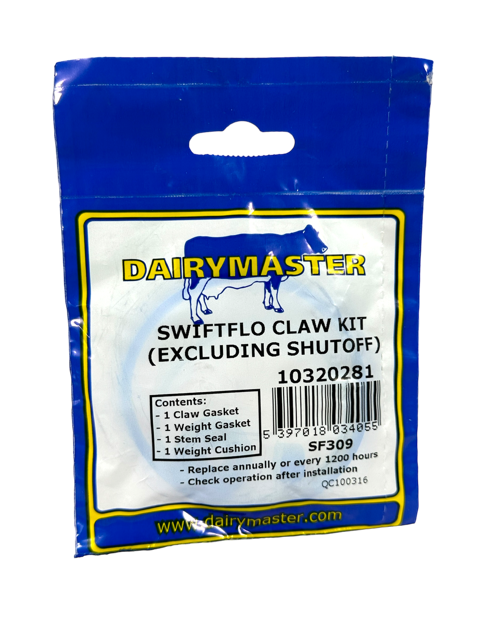 DAIRYMASTER
SWIFTFLO CLAW KIT
(EXCLUDING SHUTOFF)
10320281
Contents:
- 1 Claw Gasket
- 1 Weight Gasket
- 1 Stem Seal
- 1 Weight Cushion
5 397018 034055
SF309
- Replace annually or every 1200 hours
- Check operation after installation
QC100316
www.dairymaster.com